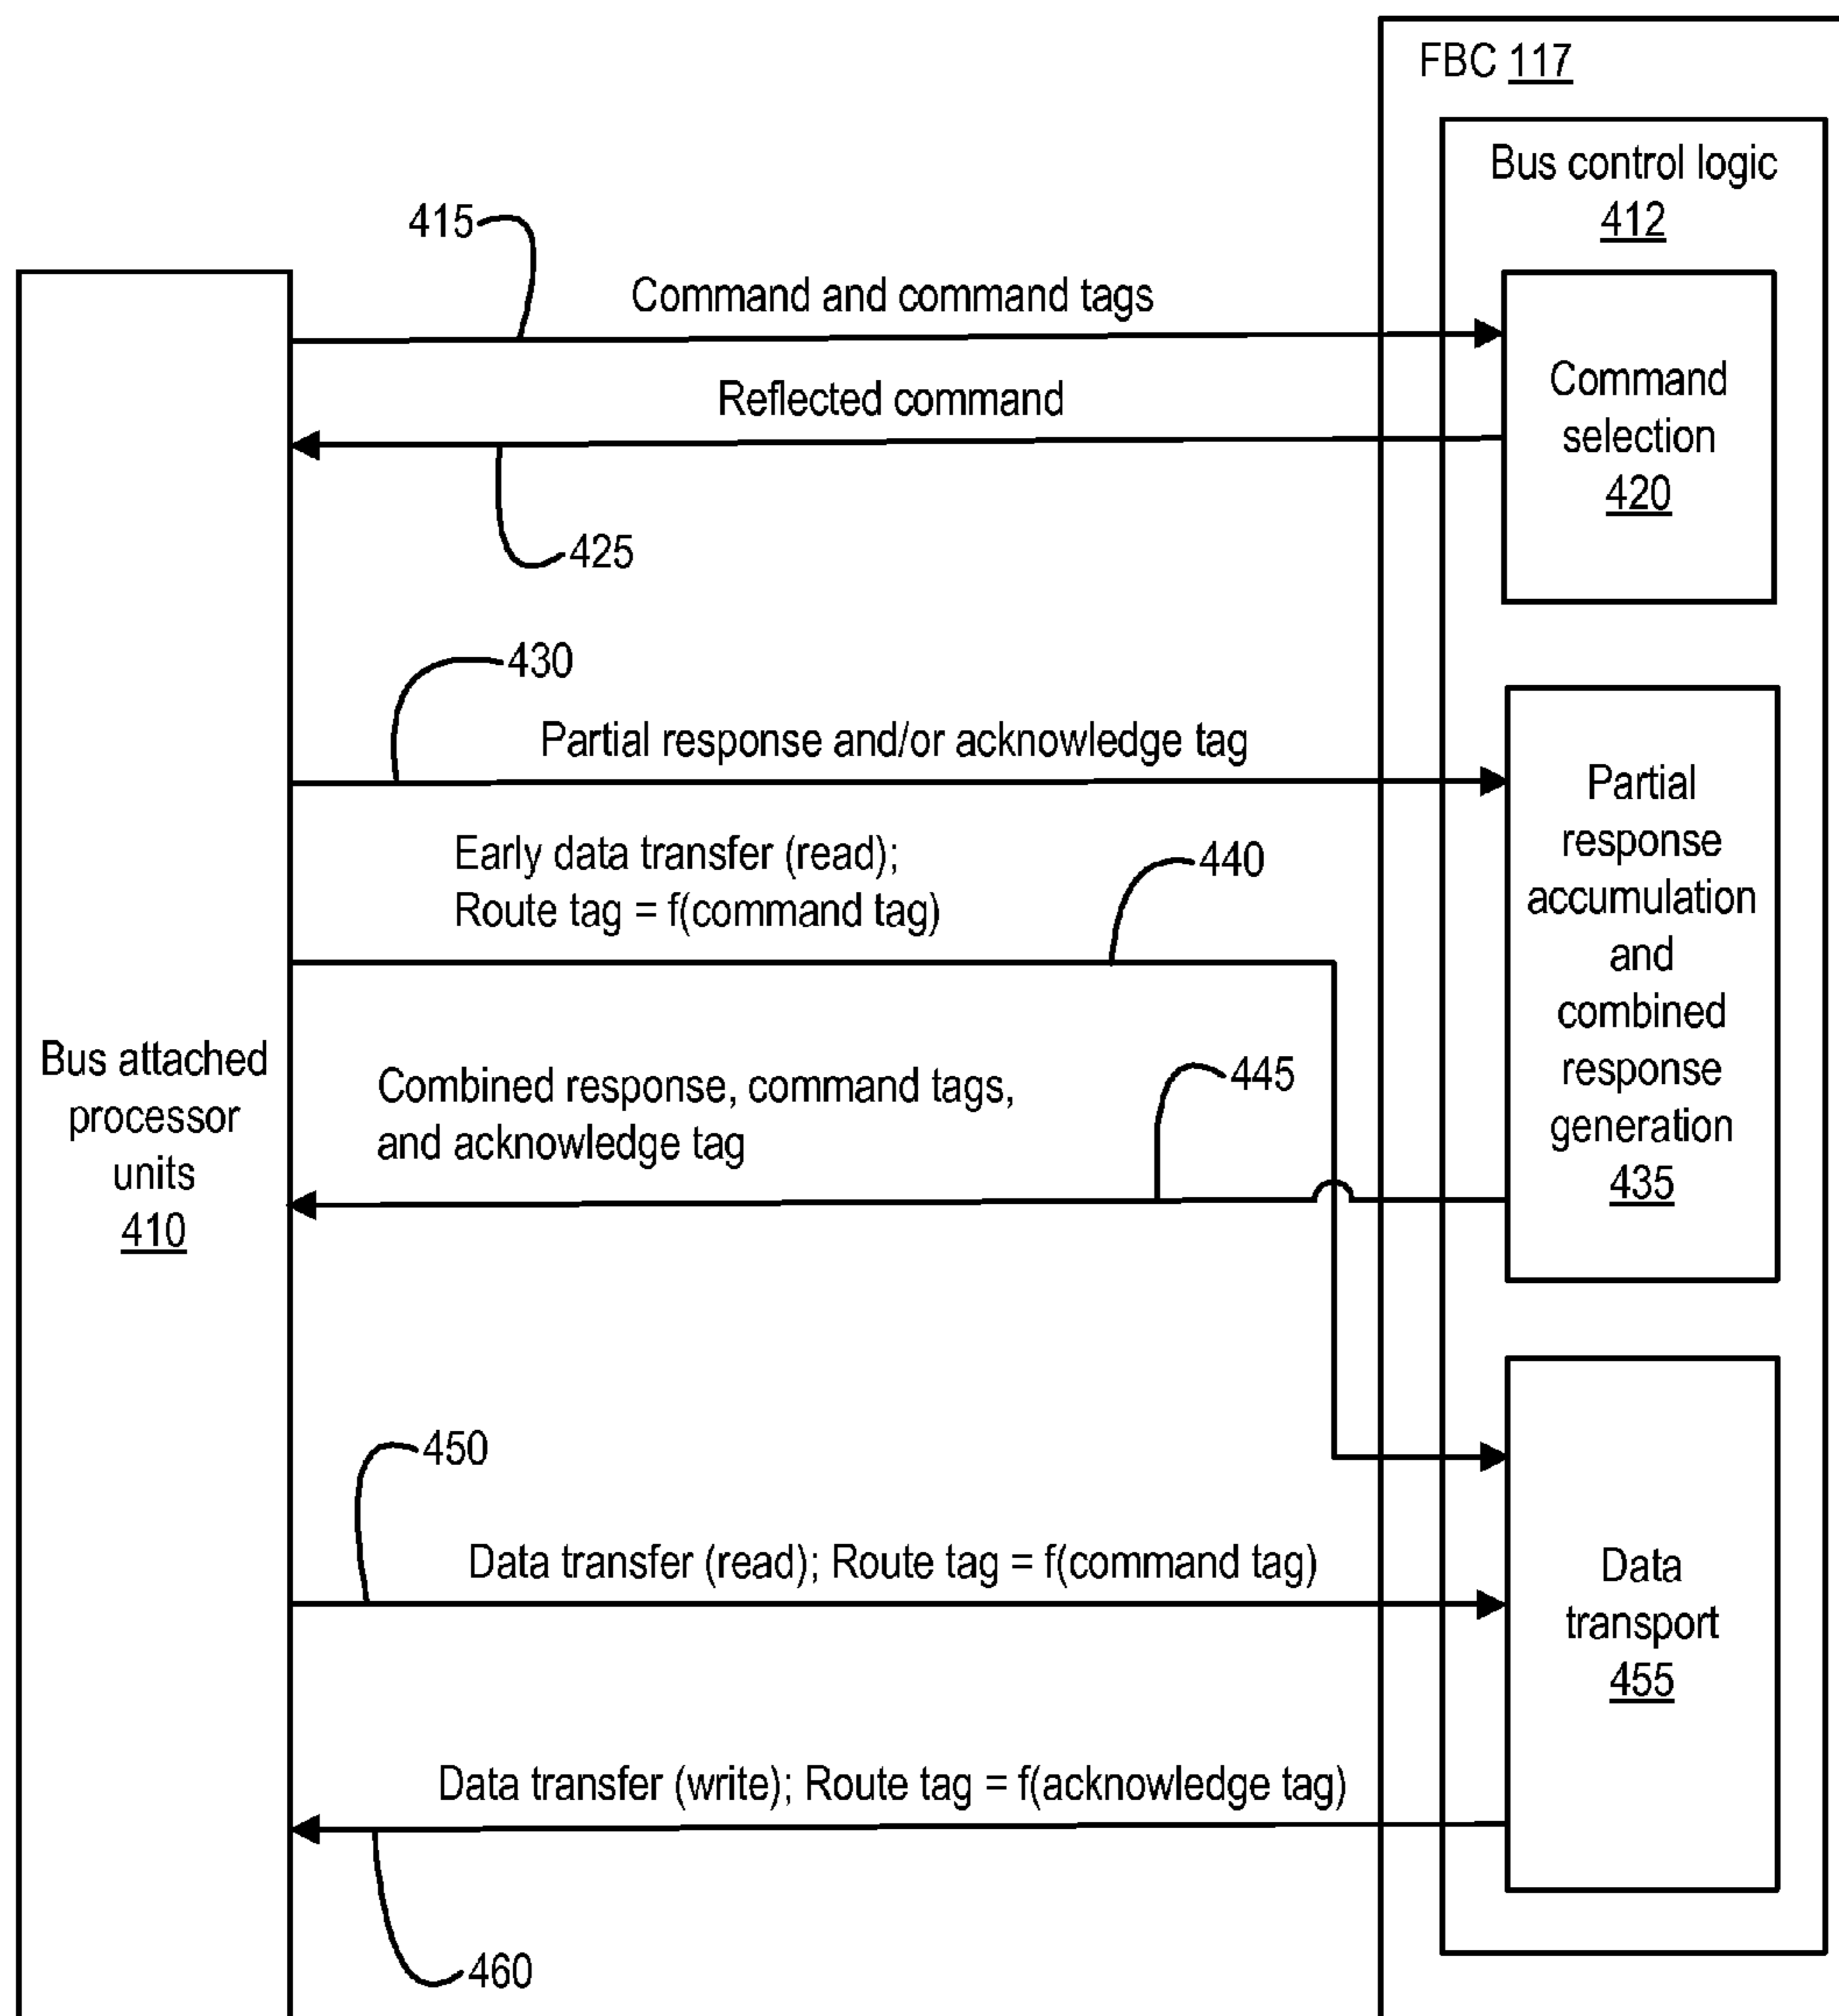 FBC 117
Bus control logic
412
415
Command and command tags
Command
selection
420
Reflected command
425
430
Partial response and/or acknowledge tag
Partial
response
accumulation
and
combined
response
generation
435
Early data transfer (read);
Route tag = f(command tag)
440
Bus attached
processor
units
410
Combined response, command tags,
and acknowledge tag
445
450
Data transfer (read); Route tag = f(command tag)
Data
transport
455
Data transfer (write); Route tag = f(acknowledge tag)
460